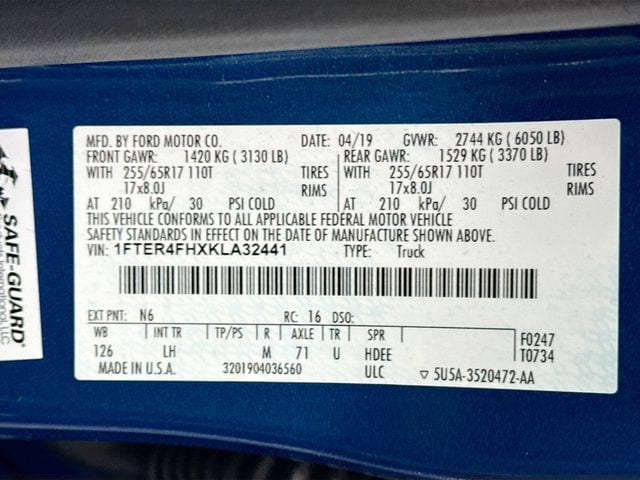 MFD. BY FORD MOTOR CO. DATE: 04/19 GVWR: 2744 KG ( 6050 LB)
FRONT GAWR: 1420 KG ( 3130 LB) REAR GAWR: 1529 KG ( 3370 LB)
WITH 255/65R17 110T TIRES WITH 255/65R17 110T TIRES
17x8.0J RIMS 17x8.0J RIMS
AT 210 kPa/ 30 PSI COLD AT 210 kPa/ 30 PSI COLD
THIS VEHICLE CONFORMS TO ALL APPLICABLE FEDERAL MOTOR VEHICLE
SAFETY STANDARDS IN EFFECT ON THE DATE OF MANUFACTURE SHOWN ABOVE.
VIN: 1FTER4FHXKLA32441 TYPE: Truck
EXT PNT: N6 RC: 16 DSO:
WB INT TR TP/PS R AXLE TR SPR F0247
126 LH M 71 U HDEE T0734
MADE IN U.S.A. 3201904036560 ULC ▽ 5U5A-3520472-AA
SAFE-GUARD
Products International, LLC